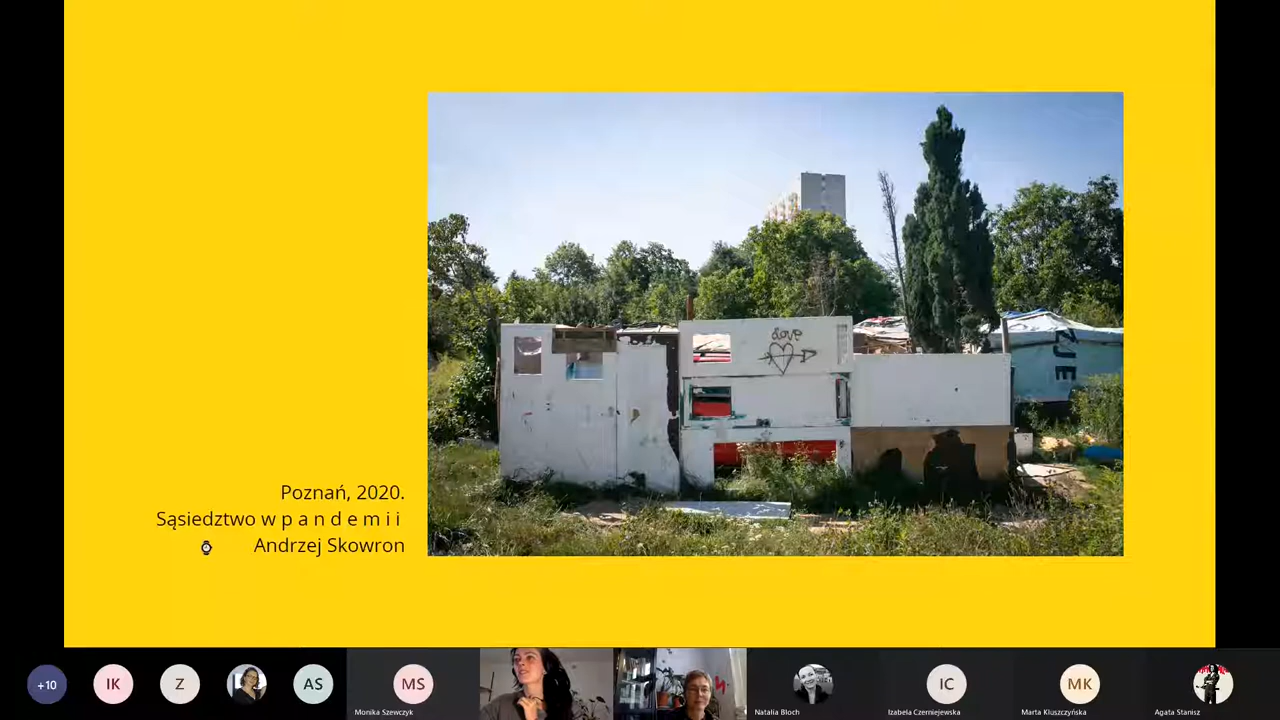 Love
Poznań, 2020.
Sąsiedztwo w p a n d e m i i
Andrzej Skowron
+10
IK
Z
AS
MS
Monika Szewczyk
Natalia Bloch
IC
Izabela Czerniejewska
MK
Marta Kluszczyńska
Agata Stanisz